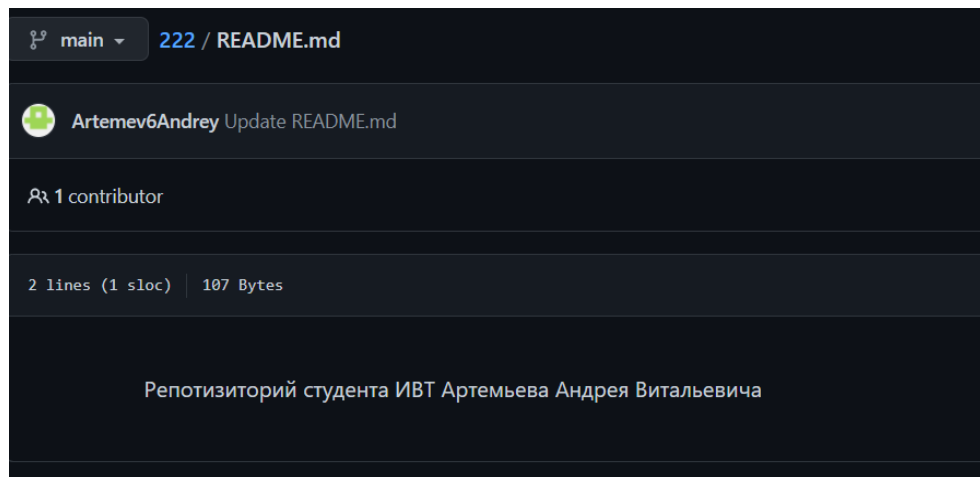 main 222 / README.md
Artemev6Andrey Update README.md
1 contributor
2 lines (1 sloc) 107 Bytes
Репотизиторий студента ИВТ Артемьева Андрея Витальевича